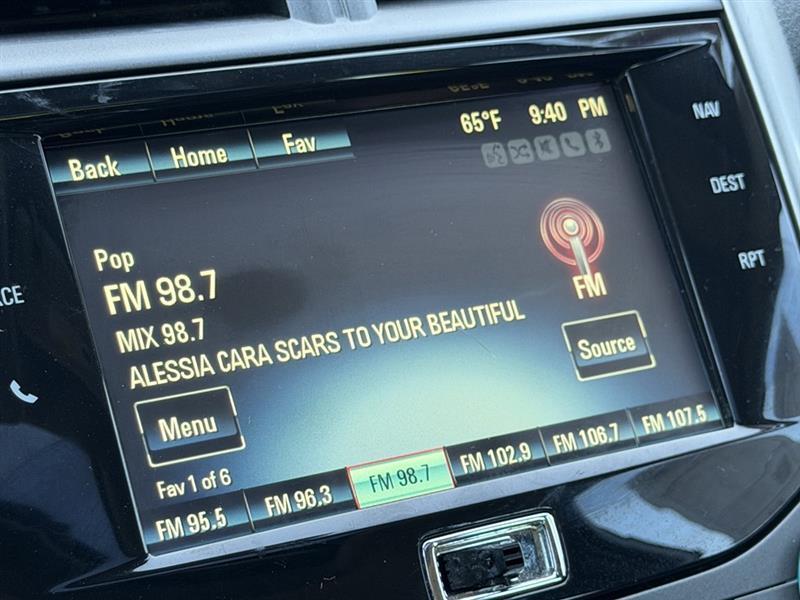 Back Home Fav
65°F 9:40 PM
NAV
DEST
RPT
Pop
FM 98.7
MIX 98.7
ALESSIA CARA SCARS TO YOUR BEAUTIFUL
FM
Source
Menu
Fav 1 of 6
FM 95.5 FM 96.3 FM 98.7 FM 102.9 FM 106.7 FM 107.5